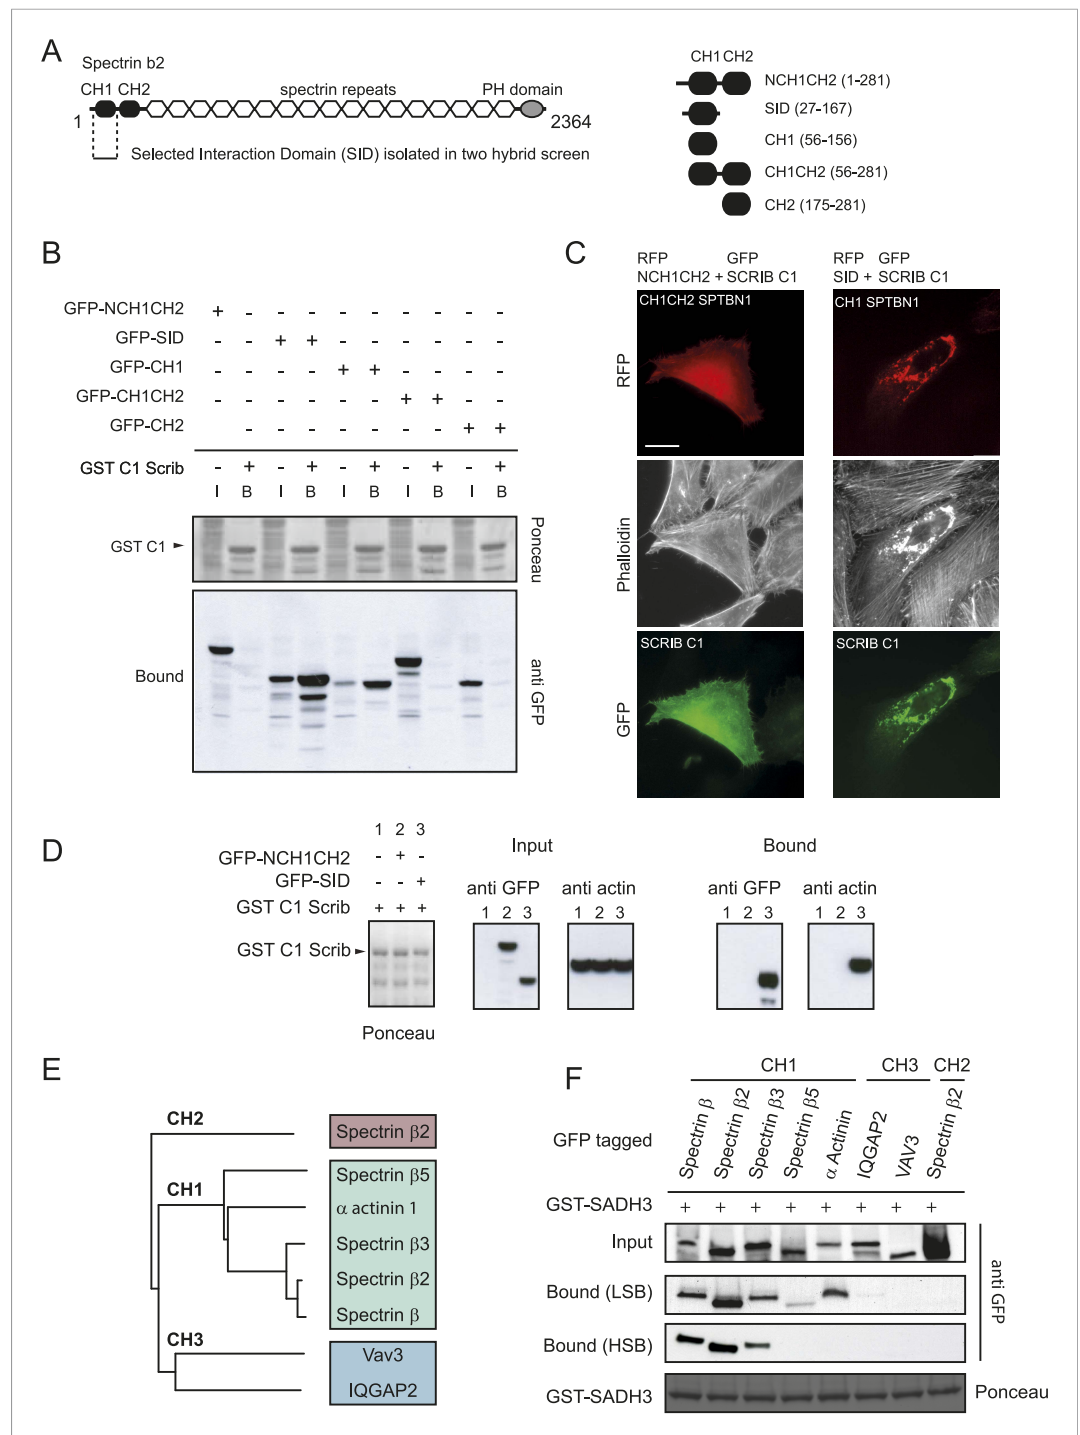 A
Spectrin b2
CH1 CH2 spectrin repeats PH domain
1 2364
Selected Interaction Domain (SID) isolated in two hybrid screen
CH1 CH2
NCH1CH2 (1-281)
SID (27-167)
CH1 (56-156)
CH1CH2 (56-281)
CH2 (175-281)
B
GFP-NCH1CH2 + - - - - - - - - -
GFP-SID - - + + - - - - - -
GFP-CH1 - - - - + + - - - -
GFP-CH1CH2 - - - - - - + + - -
GFP-CH2 - - - - - - - - + +
GST C1 Scrib - + - + - + - + - +
I B I B I B I B I B
GST C1
Ponceau
Bound
anti GFP
C
RFP GFP
NCH1CH2 + SCRIB C1
RFP GFP
SID + SCRIB C1
CH1CH2 SPTBN1
CH1 SPTBN1
RFP
Phalloidin
SCRIB C1
SCRIB C1
GFP
D
1 2 3
GFP-NCH1CH2 - + -
GFP-SID - - +
GST C1 Scrib + + +
GST C1 Scrib
Ponceau
Input
anti GFP anti actin
1 2 3 1 2 3
Bound
anti GFP anti actin
1 2 3 1 2 3
E
CH2
Spectrin β2
CH1
Spectrin β5
α actinin 1
Spectrin β3
Spectrin β2
Spectrin β
CH3
Vav3
IQGAP2
F
CH1 CH3 CH2
GFP tagged
Spectrin β
Spectrin β2
Spectrin β3
Spectrin β5
α Actinin
IQGAP2
VAV3
Spectrin β2
GST-SADH3 + + + + + + + +
Input
Bound (LSB)
Bound (HSB)
anti GFP
GST-SADH3
Ponceau